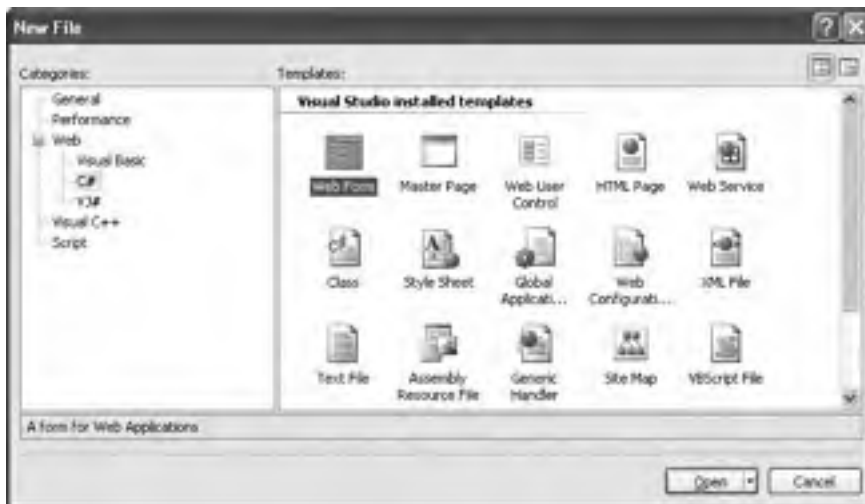 New File
Categories:
Templates:
General
Performance
Web
Visual Basic
C#
VJ#
Visual C++
Script
Visual Studio installed templates
Web Form
Master Page
Web User
Control
HTML Page
Web Service
Class
Style Sheet
Global
Applicati...
Web
Configurati...
XML File
Text File
Assembly
Resource File
Generic
Handler
Site Map
VBScript File
A form for Web Applications
Open
Cancel